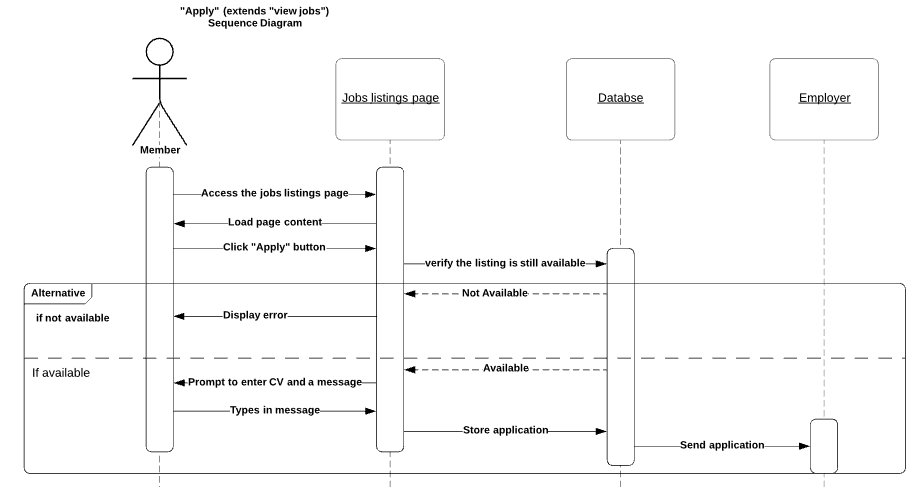 "Apply" (extends "view jobs")
Sequence Diagram
Jobs listings page
Databse
Employer
Member
Access the jobs listings page
Load page content
Click "Apply" button
verify the listing is still available
Alternative
Not Available
if not available
Display error
If available
Available
Prompt to enter CV and a message
Types in message
Store application
Send application